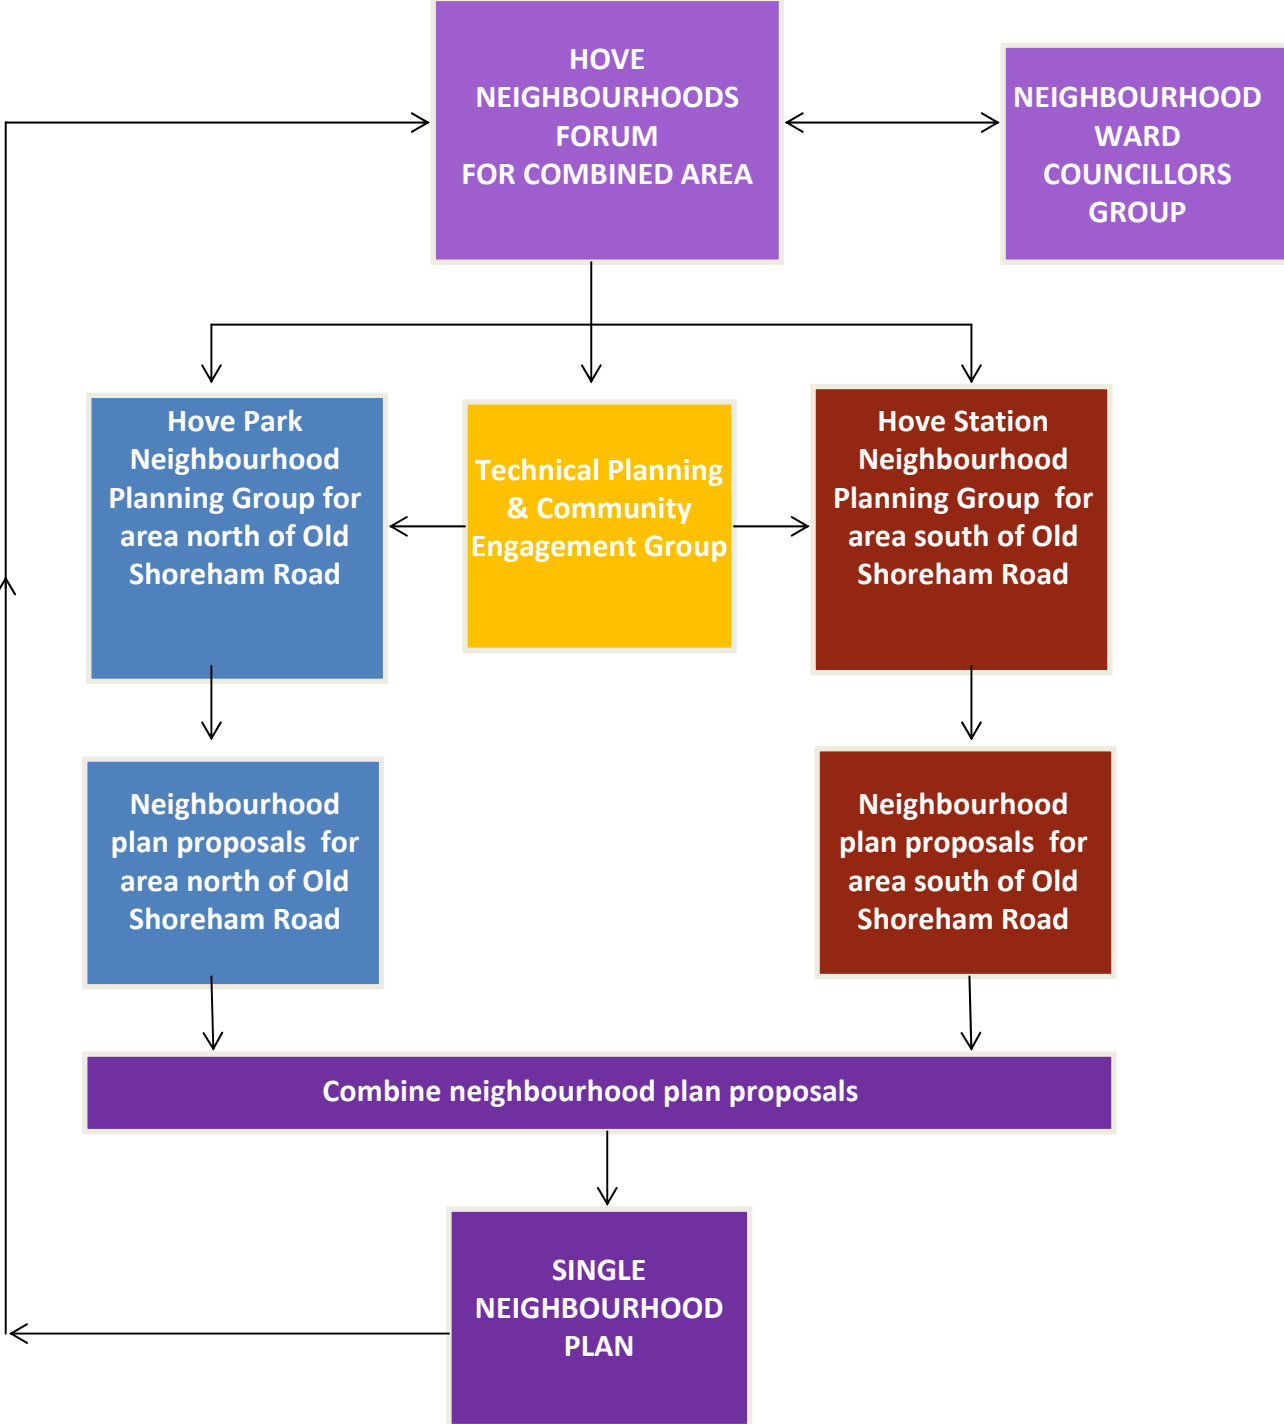 HOVE
NEIGHBOURHOODS
FORUM
FOR COMBINED AREA
NEIGHBOURHOOD
WARD
COUNCILLORS
GROUP
Hove Park
Neighbourhood
Planning Group for
area north of Old
Shoreham Road
Technical Planning
& Community
Engagement Group
Hove Station
Neighbourhood
Planning Group for
area south of Old
Shoreham Road
Neighbourhood
plan proposals for
area north of Old
Shoreham Road
Neighbourhood
plan proposals for
area south of Old
Shoreham Road
Combine neighbourhood plan proposals
SINGLE
NEIGHBOURHOOD
PLAN